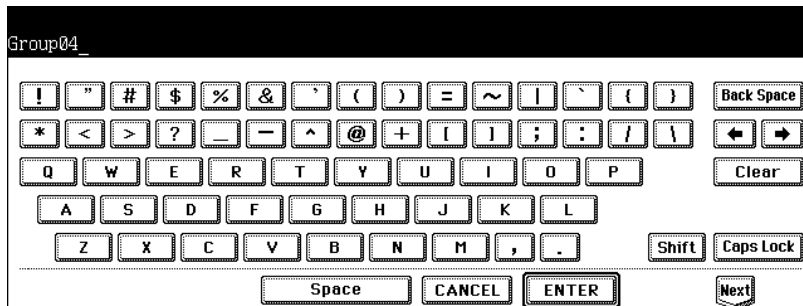 Group04_
! " # $ % & ' ( ) = ~ | ` { } Back Space
* < > ? _ - ^ @ + [ ] ; : / \ ← →
Q W E R T Y U I O P Clear
A S D F G H J K L
Z X C V B N M , . Shift Caps Lock
Space CANCEL ENTER Next